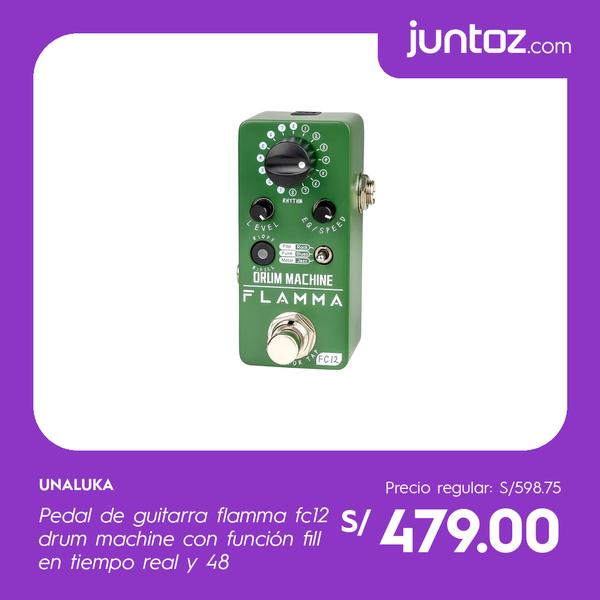 juntoz.com
RHYTHM
LEVEL
EQ/SPEED
Pop Rock
Funk Blues
Metal Jazz
DRUM MACHINE
FLAMMA
FC12
UNALUKA
Precio regular: S/598.75
Pedal de guitarra flamma fc12
drum machine con función fill
en tiempo real y 48
S/ 479.00